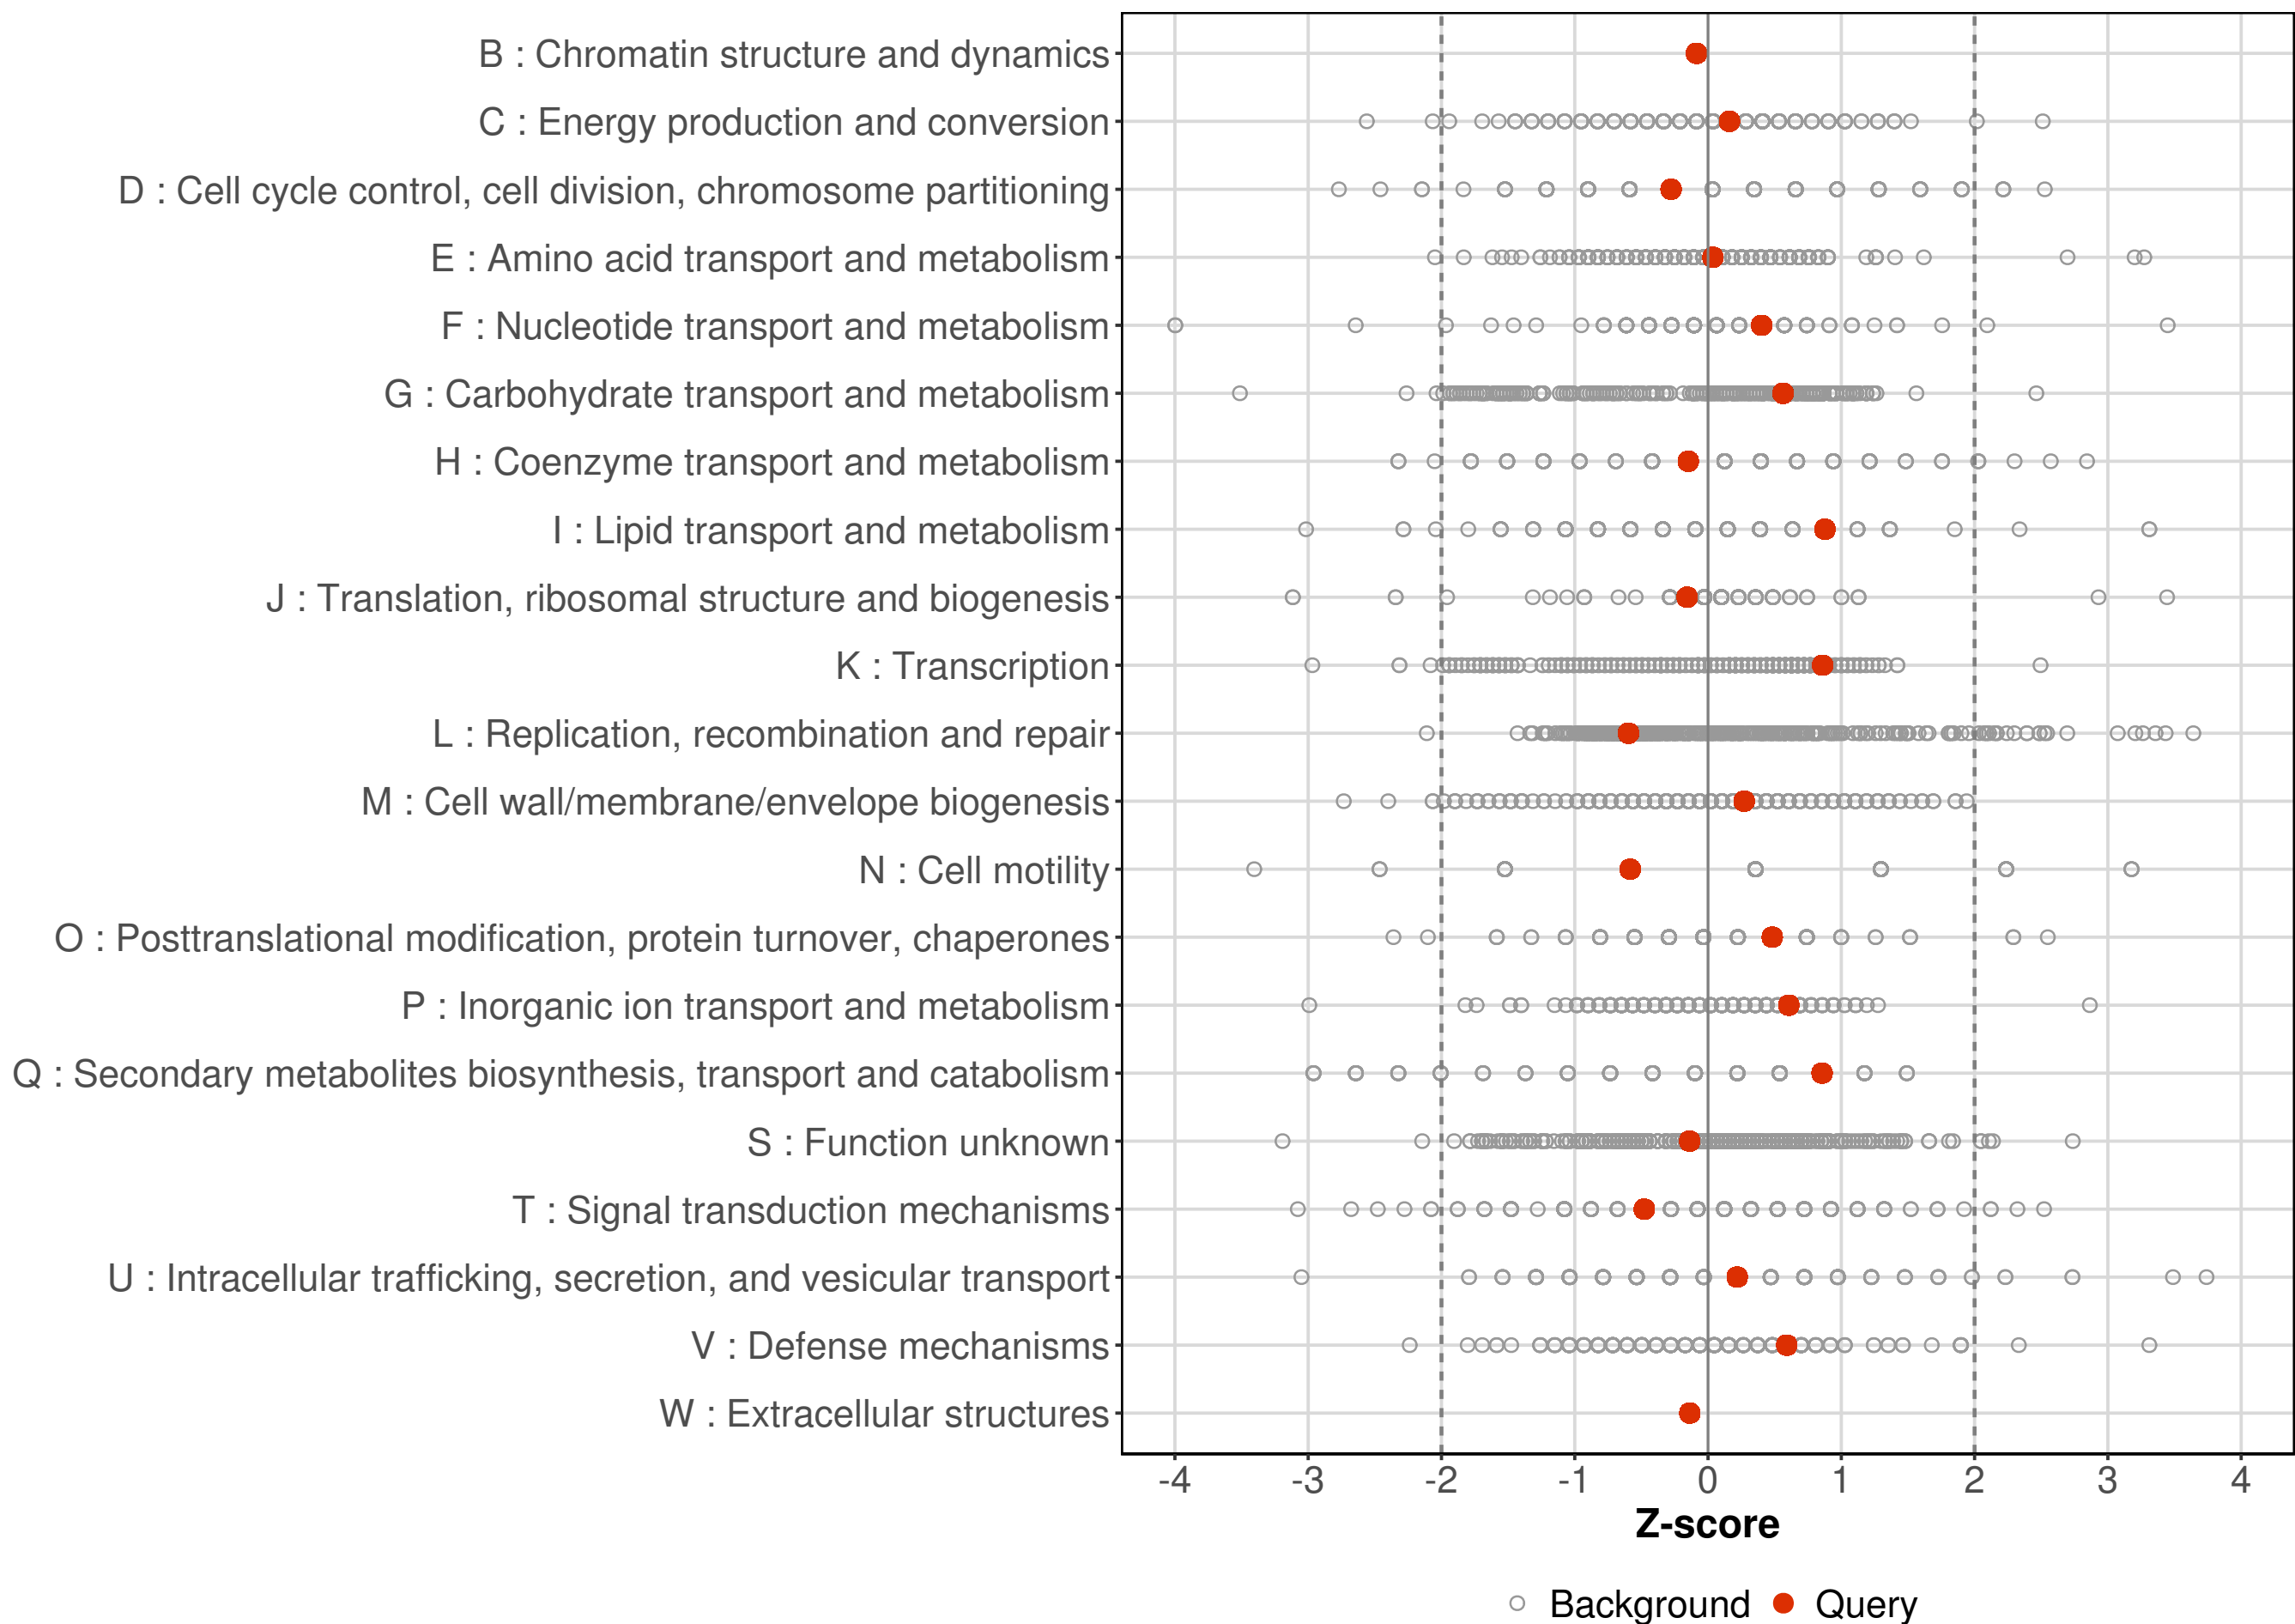 B : Chromatin structure and dynamics
C : Energy production and conversion
D : Cell cycle control, cell division, chromosome partitioning
E : Amino acid transport and metabolism
F : Nucleotide transport and metabolism
G : Carbohydrate transport and metabolism
H : Coenzyme transport and metabolism
I : Lipid transport and metabolism
J : Translation, ribosomal structure and biogenesis
K : Transcription
L : Replication, recombination and repair
M : Cell wall/membrane/envelope biogenesis
N : Cell motility
O : Posttranslational modification, protein turnover, chaperones
P : Inorganic ion transport and metabolism
Q : Secondary metabolites biosynthesis, transport and catabolism
S : Function unknown
T : Signal transduction mechanisms
U : Intracellular trafficking, secretion, and vesicular transport
V : Defense mechanisms
W : Extracellular structures
-4 -3 -2 -1 0 1 2 3 4
Z-score
Background Query